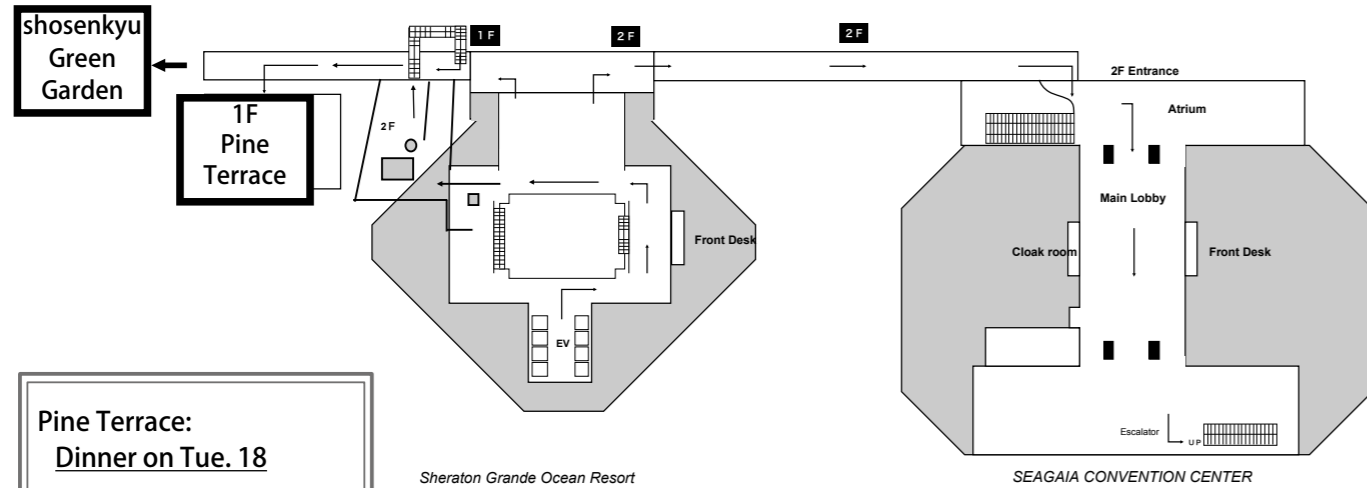 shosenkyu
Green
Garden
1F
Pine
Terrace
1 F
2 F
2 F
2 F
2F Entrance
Atrium
Main Lobby
Front Desk
Cloak room
Front Desk
EV
Escalator
U P
Pine Terrace:
Dinner on Tue. 18
Sheraton Grande Ocean Resort
SEAGAIA CONVENTION CENTER